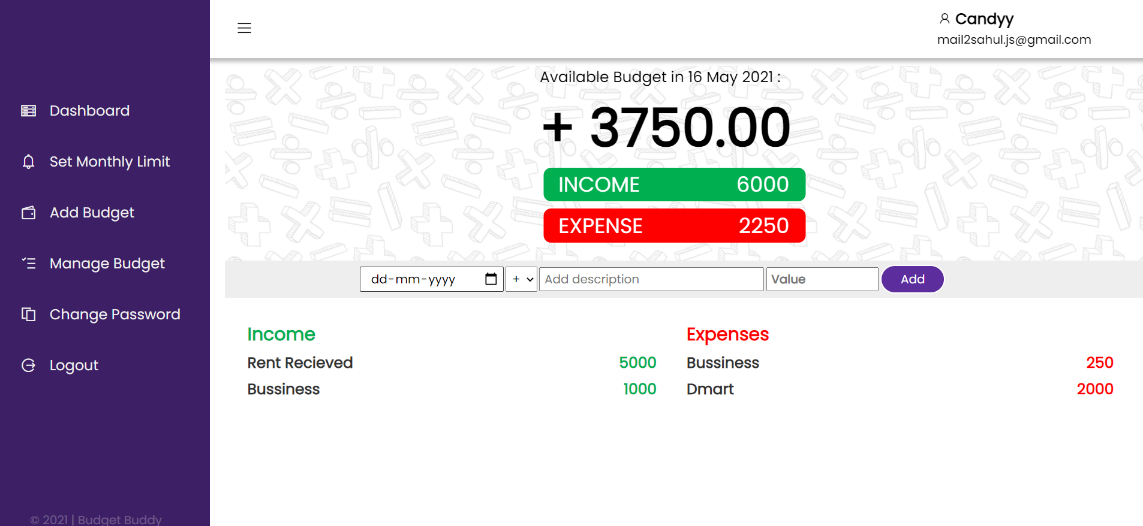 Candyy
mail2sahul.js@gmail.com
Dashboard
Set Monthly Limit
Add Budget
Manage Budget
Change Password
Logout
© 2021 | Budget Buddy
Available Budget in 16 May 2021 :
+ 3750.00
INCOME 6000
EXPENSE 2250
dd-mm-yyyy + Add description Value Add
Income Expenses
Rent Recieved 5000 Bussiness 250
Bussiness 1000 Dmart 2000